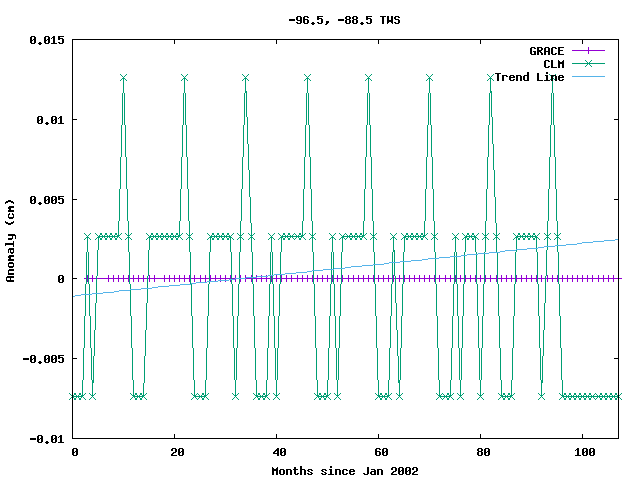 -96.5, -88.5 TWS
0.015
0.01
0.005
0
-0.005
-0.01
Anomaly (cm)
GRACE
CLM
Trend Line
0 20 40 60 80 100
Months since Jan 2002